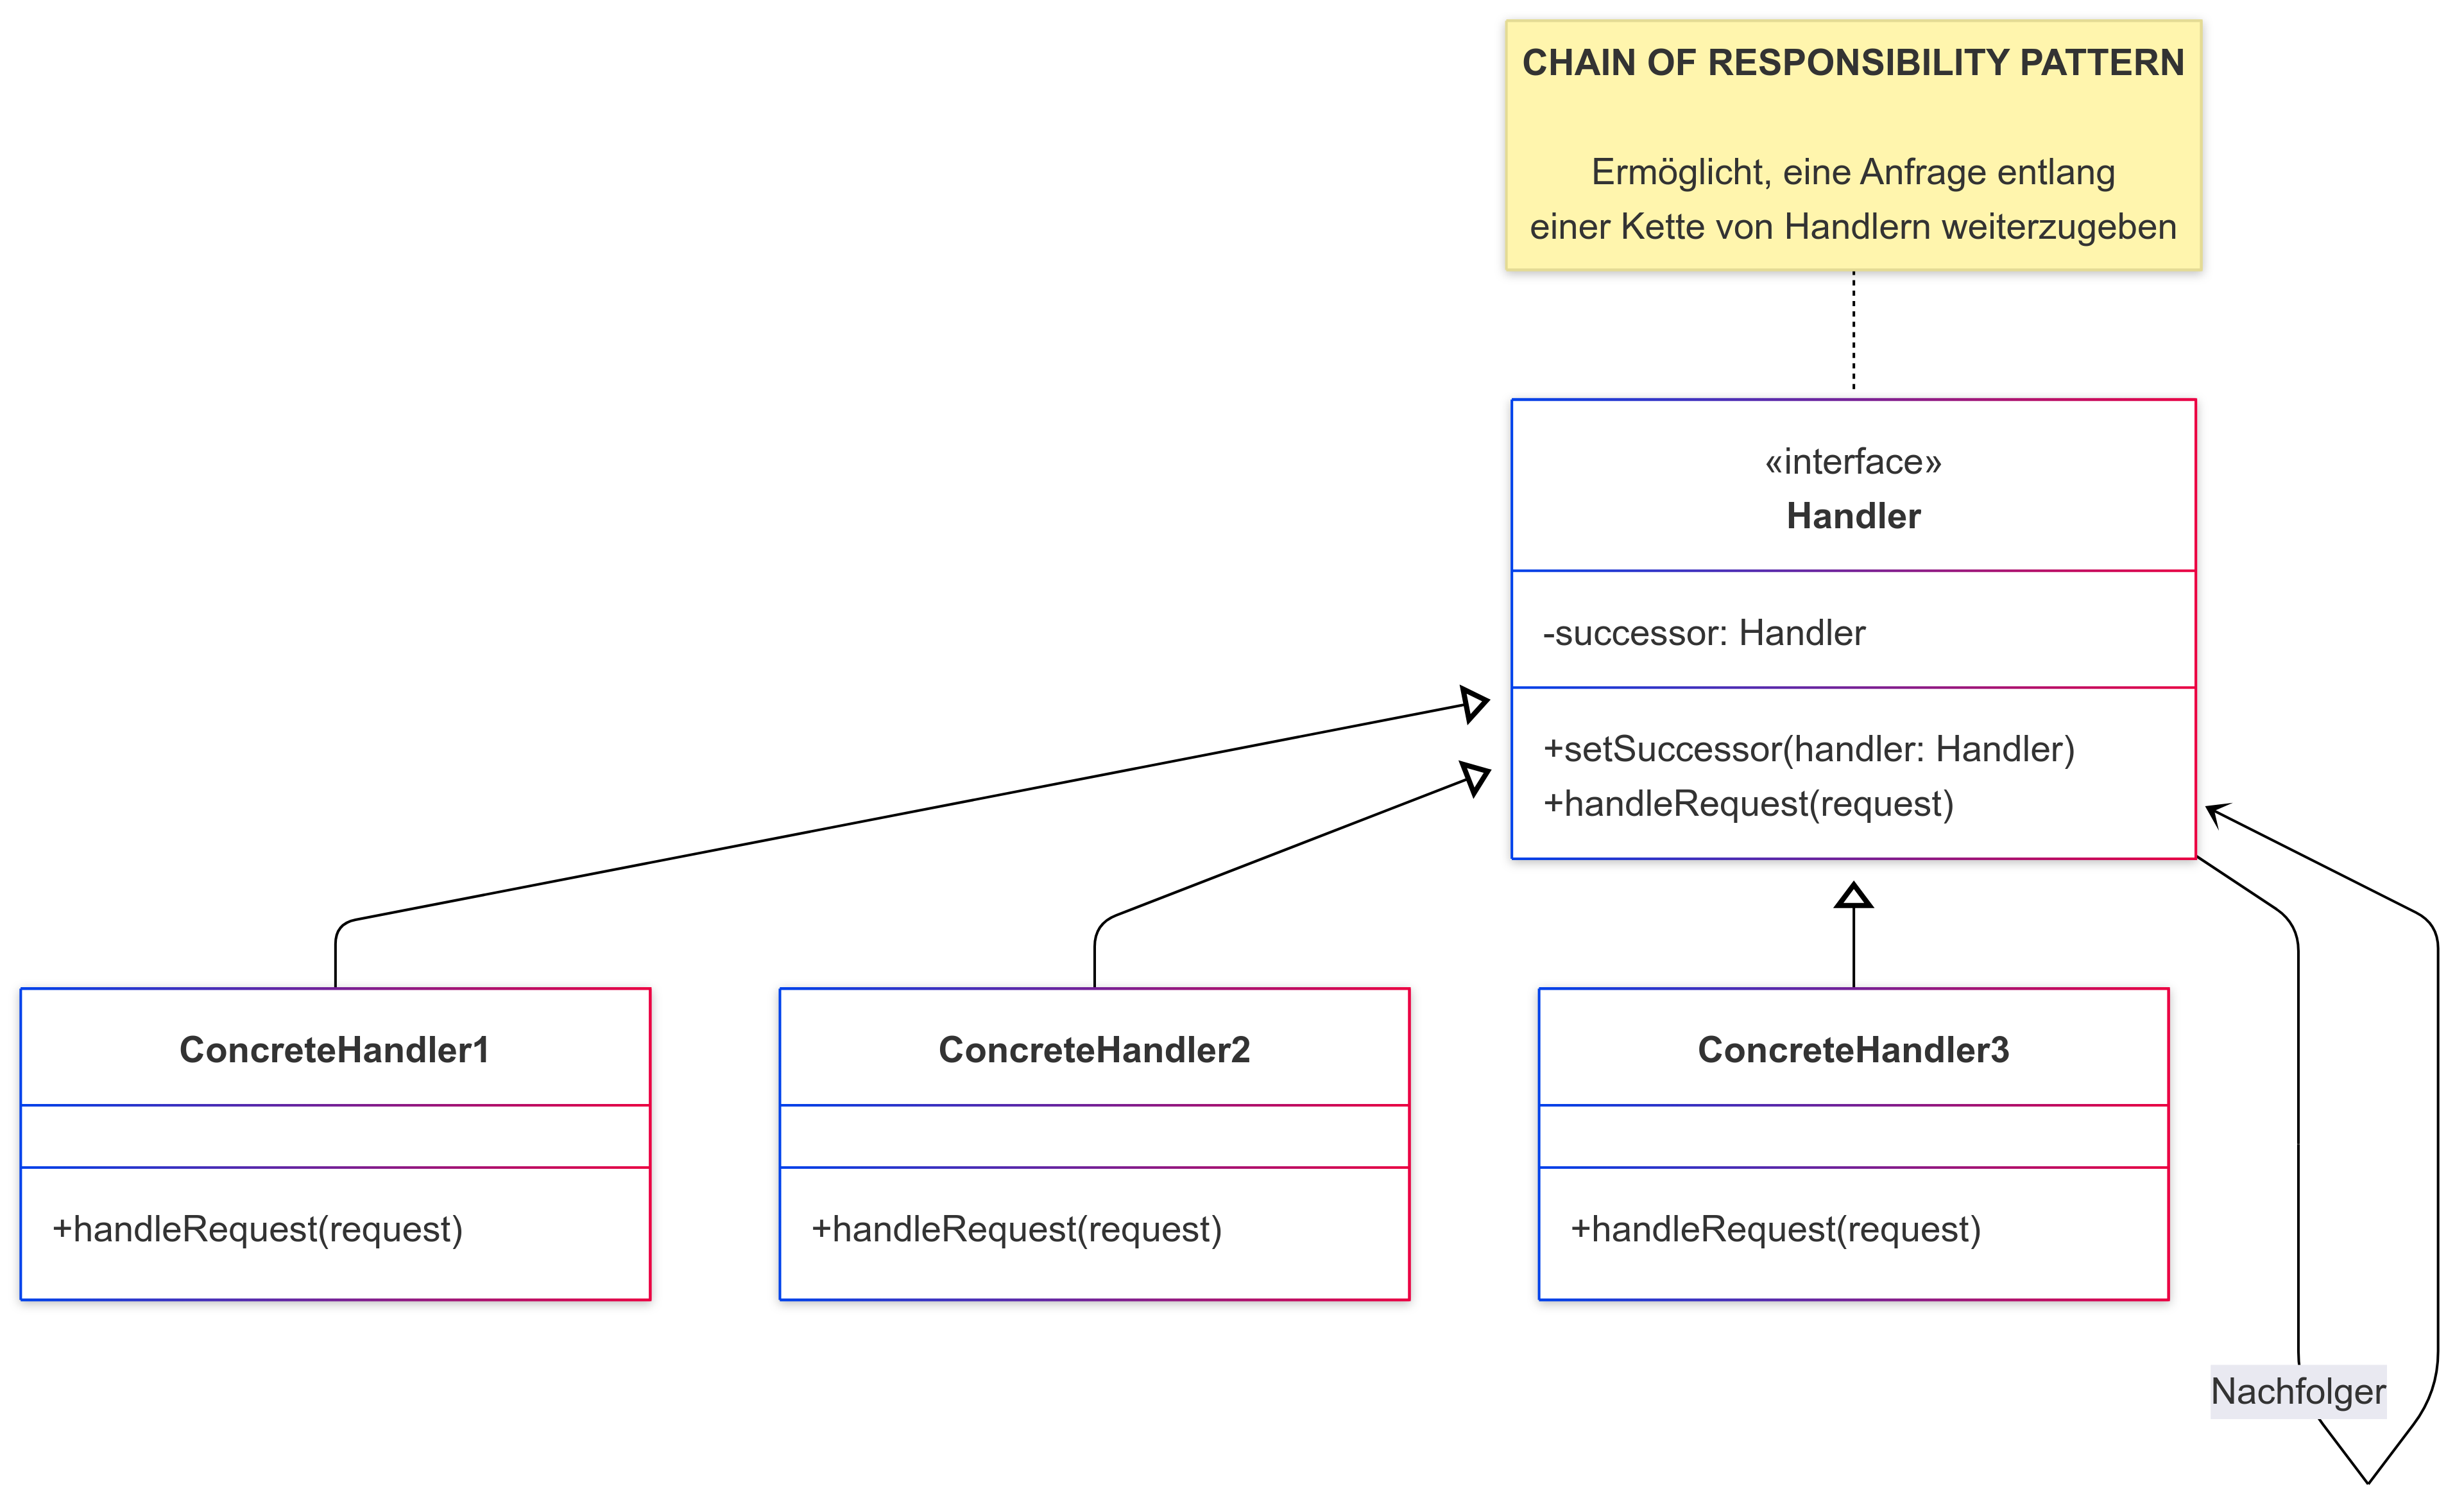 CHAIN OF RESPONSIBILITY PATTERN
Ermöglicht, eine Anfrage entlang
einer Kette von Handlern weiterzugeben
«interface»
Handler
-successor: Handler
+setSuccessor(handler: Handler)
+handleRequest(request)
ConcreteHandler1
+handleRequest(request)
ConcreteHandler2
+handleRequest(request)
ConcreteHandler3
+handleRequest(request)
Nachfolger